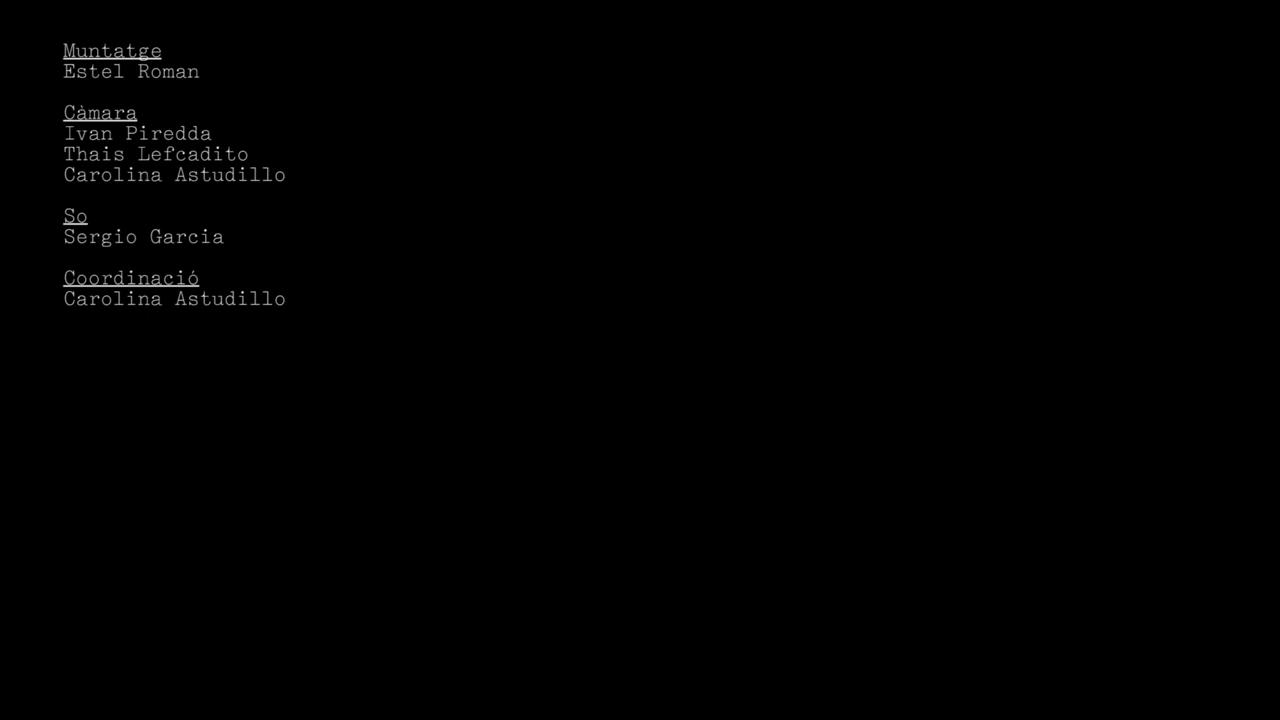 Muntatge
Estel Roman
Càmara
Ivan Piredda
Thais Lefcadito
Carolina Astudillo
So
Sergio Garcia
Coordinació
Carolina Astudillo